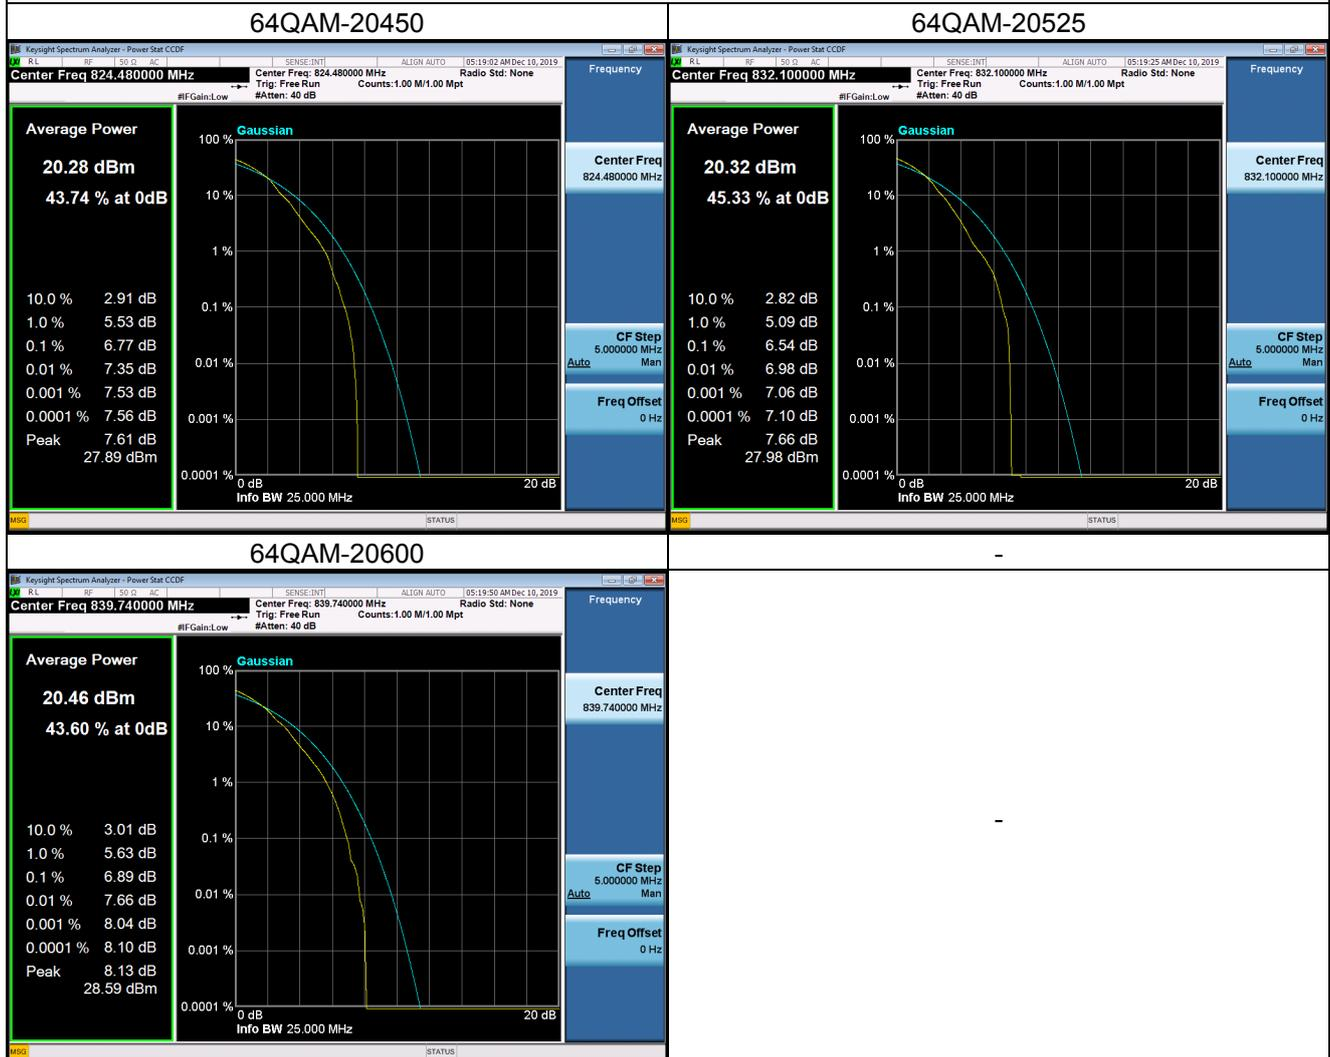 64QAM-20450
64QAM-20525
Keysight Spectrum Analyzer - Power Stat CCDF
RL RF 50 Ω AC SENSE:INT ALIGN AUTO 05:19:02 AM Dec 10, 2019
Center Freq 824.480000 MHz
Center Freq: 824.480000 MHz Radio Std: None
Trig: Free Run Counts:1.00 M/1.00 Mpt
#IFGain:Low #Atten: 40 dB
Frequency
Average Power
20.28 dBm
43.74 % at 0dB
10.0 % 2.91 dB
1.0 % 5.53 dB
0.1 % 6.77 dB
0.01 % 7.35 dB
0.001 % 7.53 dB
0.0001 % 7.56 dB
Peak 7.61 dB
27.89 dBm
Gaussian
100 %
10 %
1 %
0.1 %
0.01 %
0.001 %
0.0001 %
0 dB 20 dB
Info BW 25.000 MHz
Center Freq
824.480000 MHz
CF Step
5.000000 MHz
Auto Man
Freq Offset
0 Hz
MSG STATUS
Keysight Spectrum Analyzer - Power Stat CCDF
RL RF 50 Ω AC SENSE:INT ALIGN AUTO 05:19:25 AM Dec 10, 2019
Center Freq 832.100000 MHz
Center Freq: 832.100000 MHz Radio Std: None
Trig: Free Run Counts:1.00 M/1.00 Mpt
#IFGain:Low #Atten: 40 dB
Frequency
Average Power
20.32 dBm
45.33 % at 0dB
10.0 % 2.82 dB
1.0 % 5.09 dB
0.1 % 6.54 dB
0.01 % 6.98 dB
0.001 % 7.06 dB
0.0001 % 7.10 dB
Peak 7.66 dB
27.98 dBm
Gaussian
100 %
10 %
1 %
0.1 %
0.01 %
0.001 %
0.0001 %
0 dB 20 dB
Info BW 25.000 MHz
Center Freq
832.100000 MHz
CF Step
5.000000 MHz
Auto Man
Freq Offset
0 Hz
MSG STATUS
64QAM-20600
-
Keysight Spectrum Analyzer - Power Stat CCDF
RL RF 50 Ω AC SENSE:INT ALIGN AUTO 05:19:50 AM Dec 10, 2019
Center Freq 839.740000 MHz
Center Freq: 839.740000 MHz Radio Std: None
Trig: Free Run Counts:1.00 M/1.00 Mpt
#IFGain:Low #Atten: 40 dB
Frequency
Average Power
20.46 dBm
43.60 % at 0dB
10.0 % 3.01 dB
1.0 % 5.63 dB
0.1 % 6.89 dB
0.01 % 7.66 dB
0.001 % 8.04 dB
0.0001 % 8.10 dB
Peak 8.13 dB
28.59 dBm
Gaussian
100 %
10 %
1 %
0.1 %
0.01 %
0.001 %
0.0001 %
0 dB 20 dB
Info BW 25.000 MHz
Center Freq
839.740000 MHz
CF Step
5.000000 MHz
Auto Man
Freq Offset
0 Hz
MSG STATUS
-